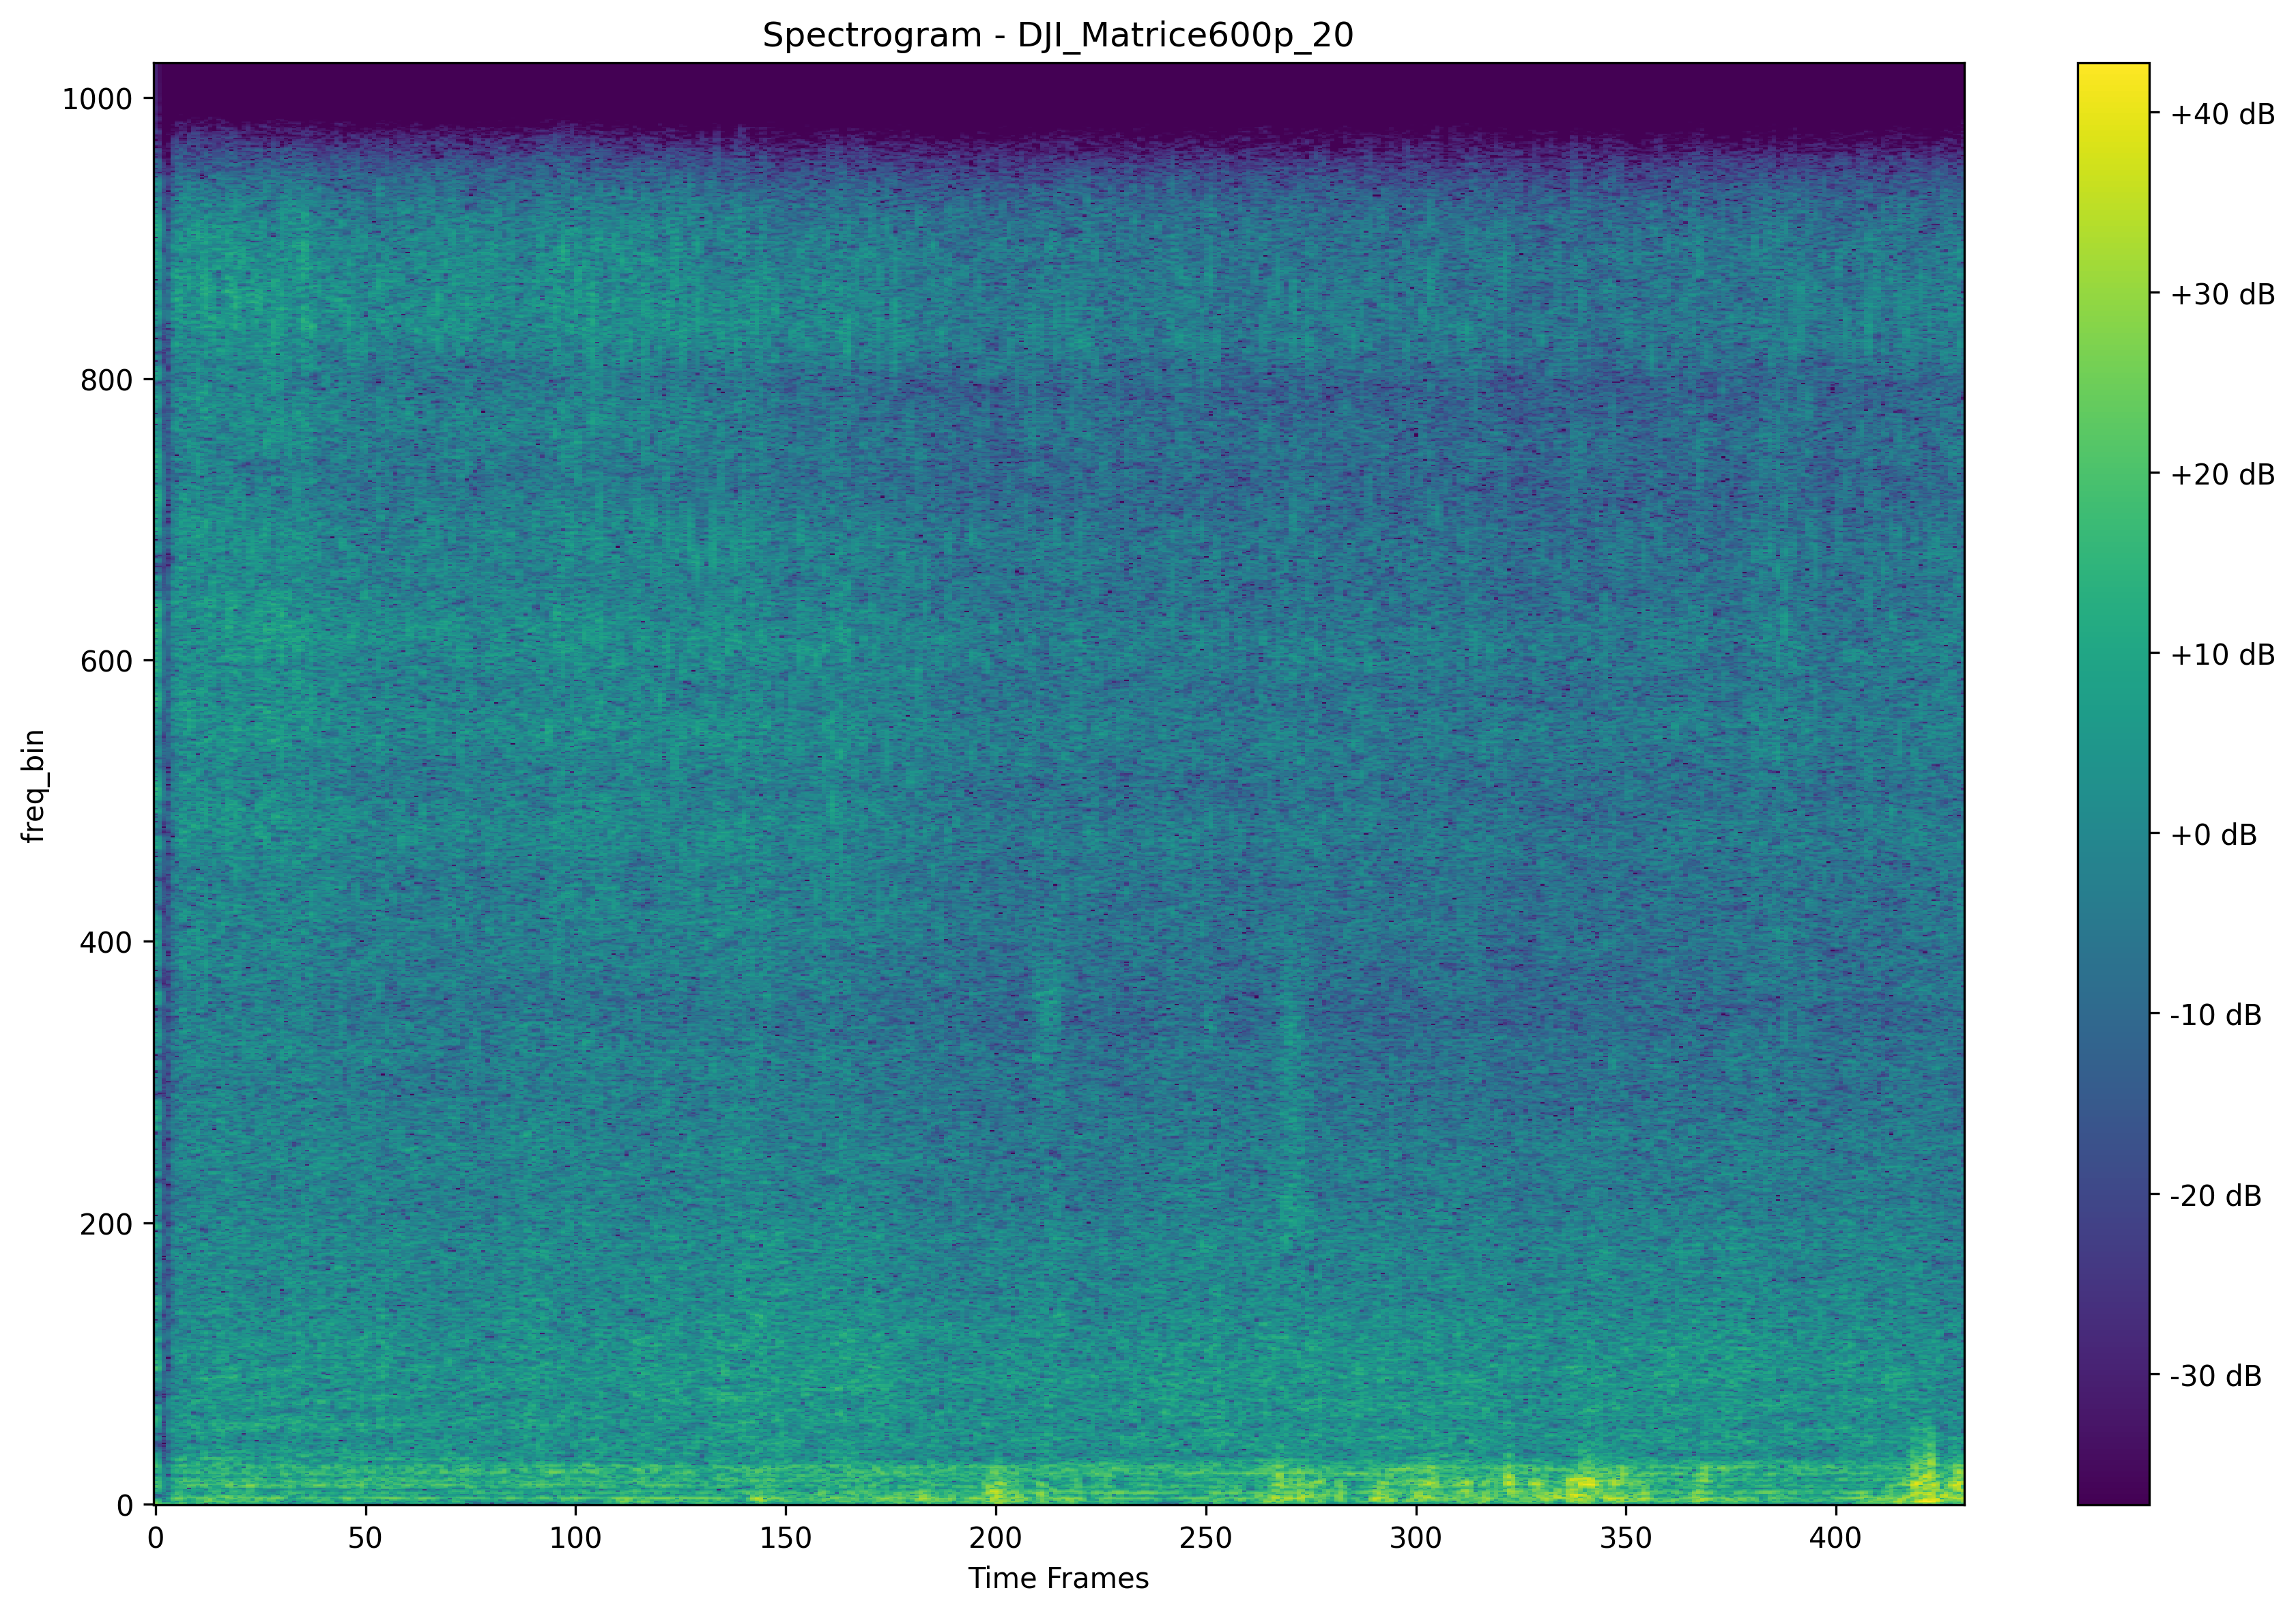 Spectrogram - DJI_Matrice600p_20
1000
800
600
400
200
0
freq_bin
0 50 100 150 200 250 300 350 400
Time Frames
+40 dB
+30 dB
+20 dB
+10 dB
+0 dB
-10 dB
-20 dB
-30 dB